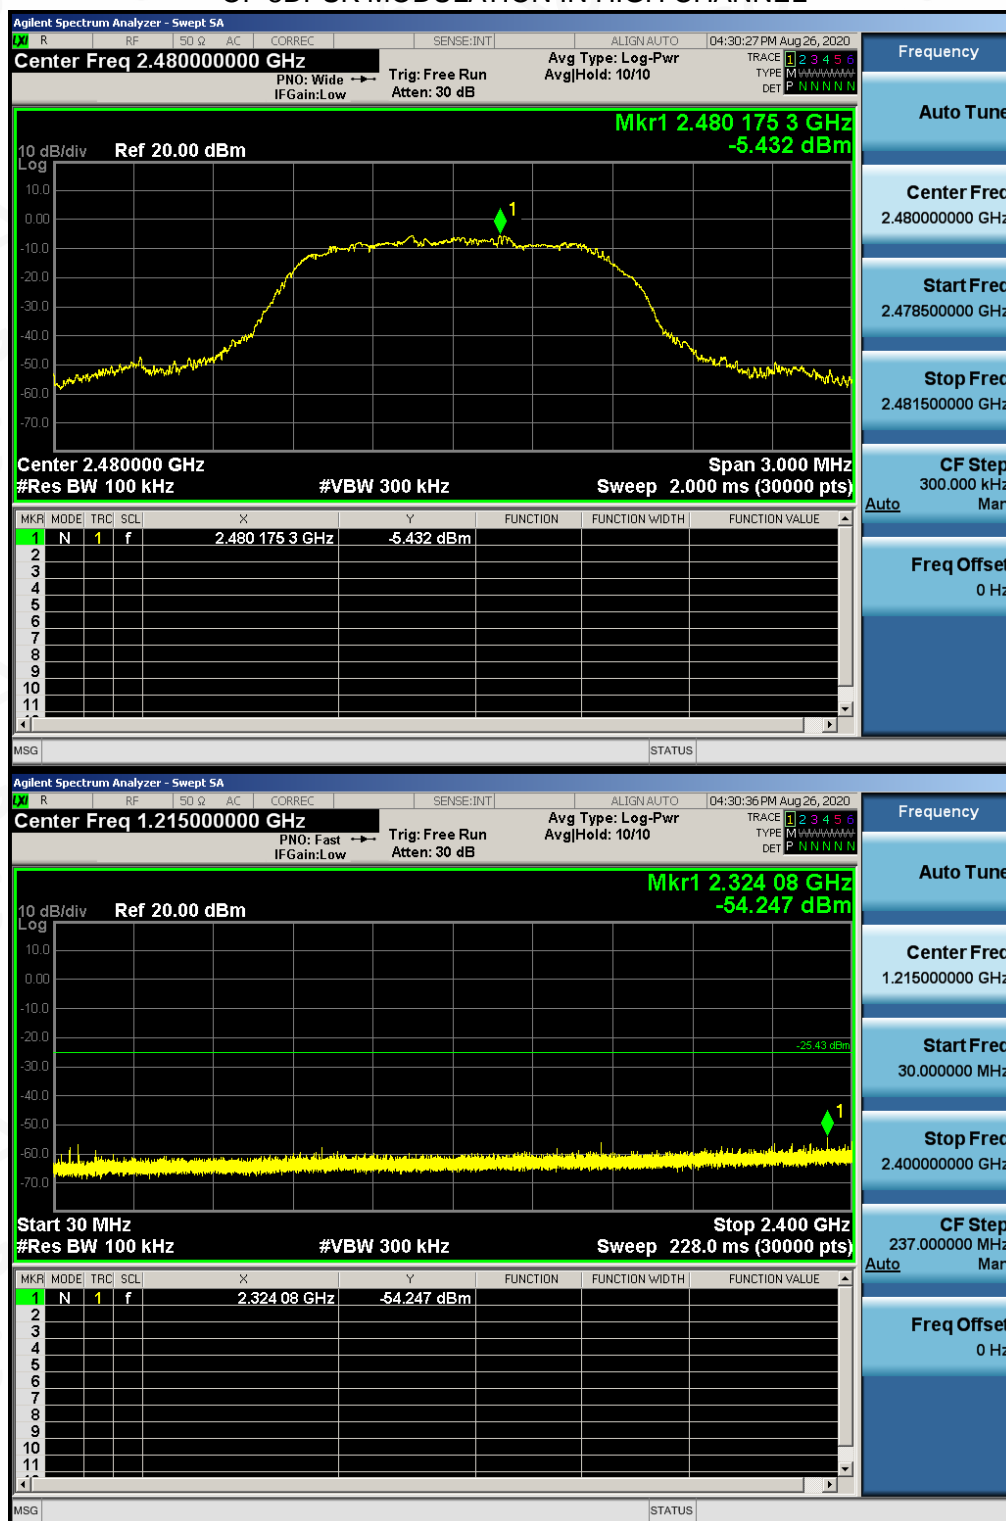 OF 8DPSK MODULATION IN HIGH CHANNEL
Agilent Spectrum Analyzer - Swept SA
LXI R RF 50 Ω AC CORREC SENSE:INT ALIGN AUTO 04:30:27 PM Aug 26, 2020
Center Freq 2.480000000 GHz
PNO: Wide
IFGain:Low
Trig: Free Run
Atten: 30 dB
Avg Type: Log-Pwr
Avg|Hold: 10/10
TRACE 1 2 3 4 5 6
TYPE M WWWWW
DET P N N N N N
Mkr1 2.480 175 3 GHz
-5.432 dBm
10 dB/div Ref 20.00 dBm
Log
10.0
0.00
-10.0
-20.0
-30.0
-40.0
-50.0
-60.0
-70.0
1
Center 2.480000 GHz Span 3.000 MHz
#Res BW 100 kHz #VBW 300 kHz Sweep 2.000 ms (30000 pts)
MKR MODE TRC SCL X Y FUNCTION FUNCTION WIDTH FUNCTION VALUE
1 N 1 f 2.480 175 3 GHz -5.432 dBm
2
3
4
5
6
7
8
9
10
11
MSG STATUS
Frequency
Auto Tune
Center Freq
2.480000000 GHz
Start Freq
2.478500000 GHz
Stop Freq
2.481500000 GHz
CF Step
300.000 kHz
Auto Man
Freq Offset
0 Hz
Agilent Spectrum Analyzer - Swept SA
LXI R RF 50 Ω AC CORREC SENSE:INT ALIGN AUTO 04:30:36 PM Aug 26, 2020
Center Freq 1.215000000 GHz
PNO: Fast
IFGain:Low
Trig: Free Run
Atten: 30 dB
Avg Type: Log-Pwr
Avg|Hold: 10/10
TRACE 1 2 3 4 5 6
TYPE M WWWWW
DET P N N N N N
Mkr1 2.324 08 GHz
-54.247 dBm
10 dB/div Ref 20.00 dBm
Log
10.0
0.00
-10.0
-20.0
-30.0
-40.0
-50.0
-60.0
-70.0
-25.43 dBm
1
Start 30 MHz Stop 2.400 GHz
#Res BW 100 kHz #VBW 300 kHz Sweep 228.0 ms (30000 pts)
MKR MODE TRC SCL X Y FUNCTION FUNCTION WIDTH FUNCTION VALUE
1 N 1 f 2.324 08 GHz -54.247 dBm
2
3
4
5
6
7
8
9
10
11
MSG STATUS
Frequency
Auto Tune
Center Freq
1.215000000 GHz
Start Freq
30.000000 MHz
Stop Freq
2.400000000 GHz
CF Step
237.000000 MHz
Auto Man
Freq Offset
0 Hz